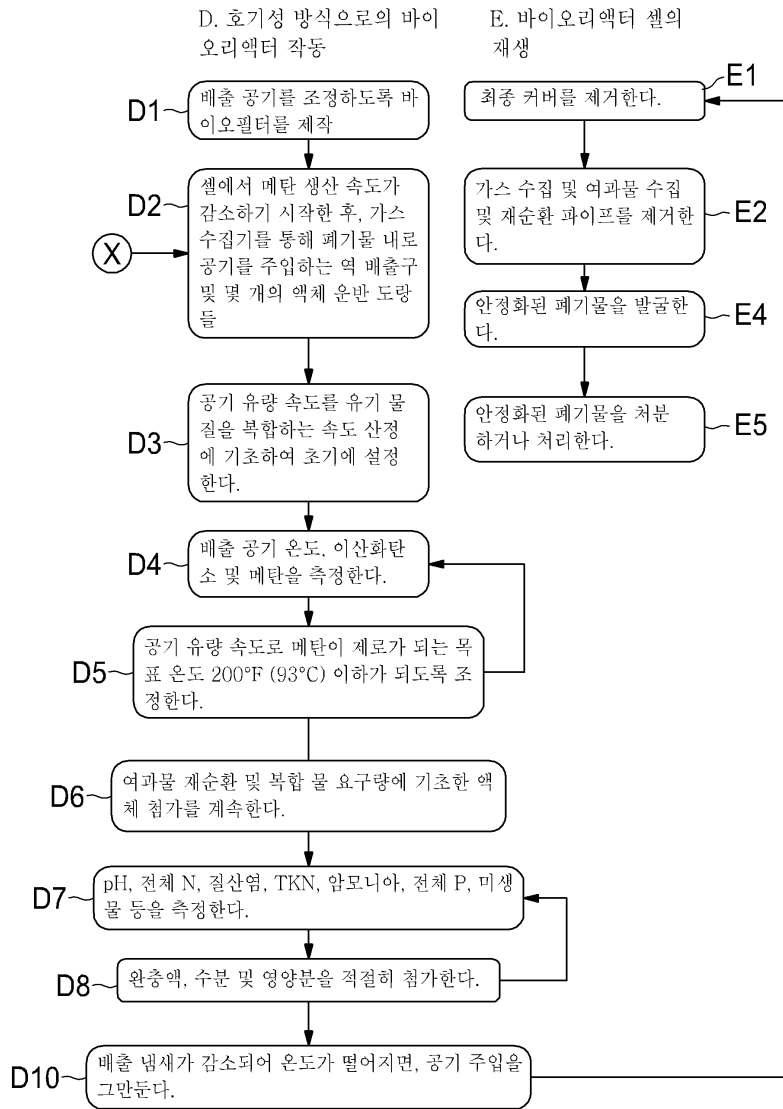 D. 호기성 방식으로의 바이
오리액터 작동
D1
배출 공기를 조정하도록 바
이오필터를 제작
D2
셀에서 메탄 생산 속도가
감소하기 시작한 후, 가스
수집기를 통해 폐기물 내로
공기를 주입하는 역 배출구
및 몇 개의 액체 운반 도랑
들
X
D3
공기 유량 속도를 유기 물
질을 복합하는 속도 산정
에 기초하여 초기에 설정
한다.
D4
배출 공기 온도, 이산화탄
소 및 메탄을 측정한다.
D5
공기 유량 속도로 메탄이 제로가 되는 목
표 온도 200°F (93°C) 이하가 되도록 조
정한다.
D6
여과물 재순환 및 복합 물 요구량에 기초한 액
체 첨가를 계속한다.
D7
pH, 전체 N, 질산염, TKN, 암모니아, 전체 P, 미생
물 등을 측정한다.
D8
완충액, 수분 및 영양분을 적절히 첨가한다.
D10
배출 냄새가 감소되어 온도가 떨어지면, 공기 주입을
그만둔다.
E. 바이오리액터 셀의
재생
E1
최종 커버를 제거한다.
E2
가스 수집 및 여과물 수집
및 재순환 파이프를 제거한
다.
E4
안정화된 폐기물을 발굴한
다.
E5
안정화된 폐기물을 처분
하거나 처리한다.